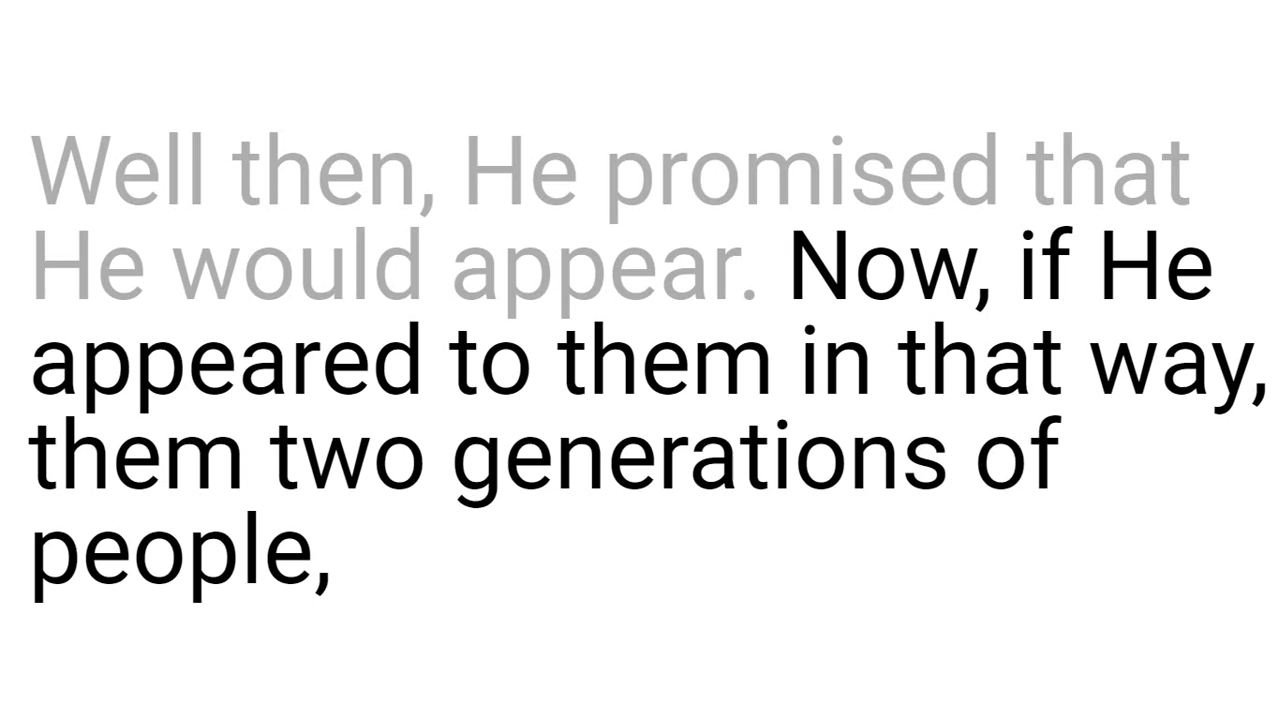 Well then, He promised that
He would appear. Now, if He
appeared to them in that way,
them two generations of
people,